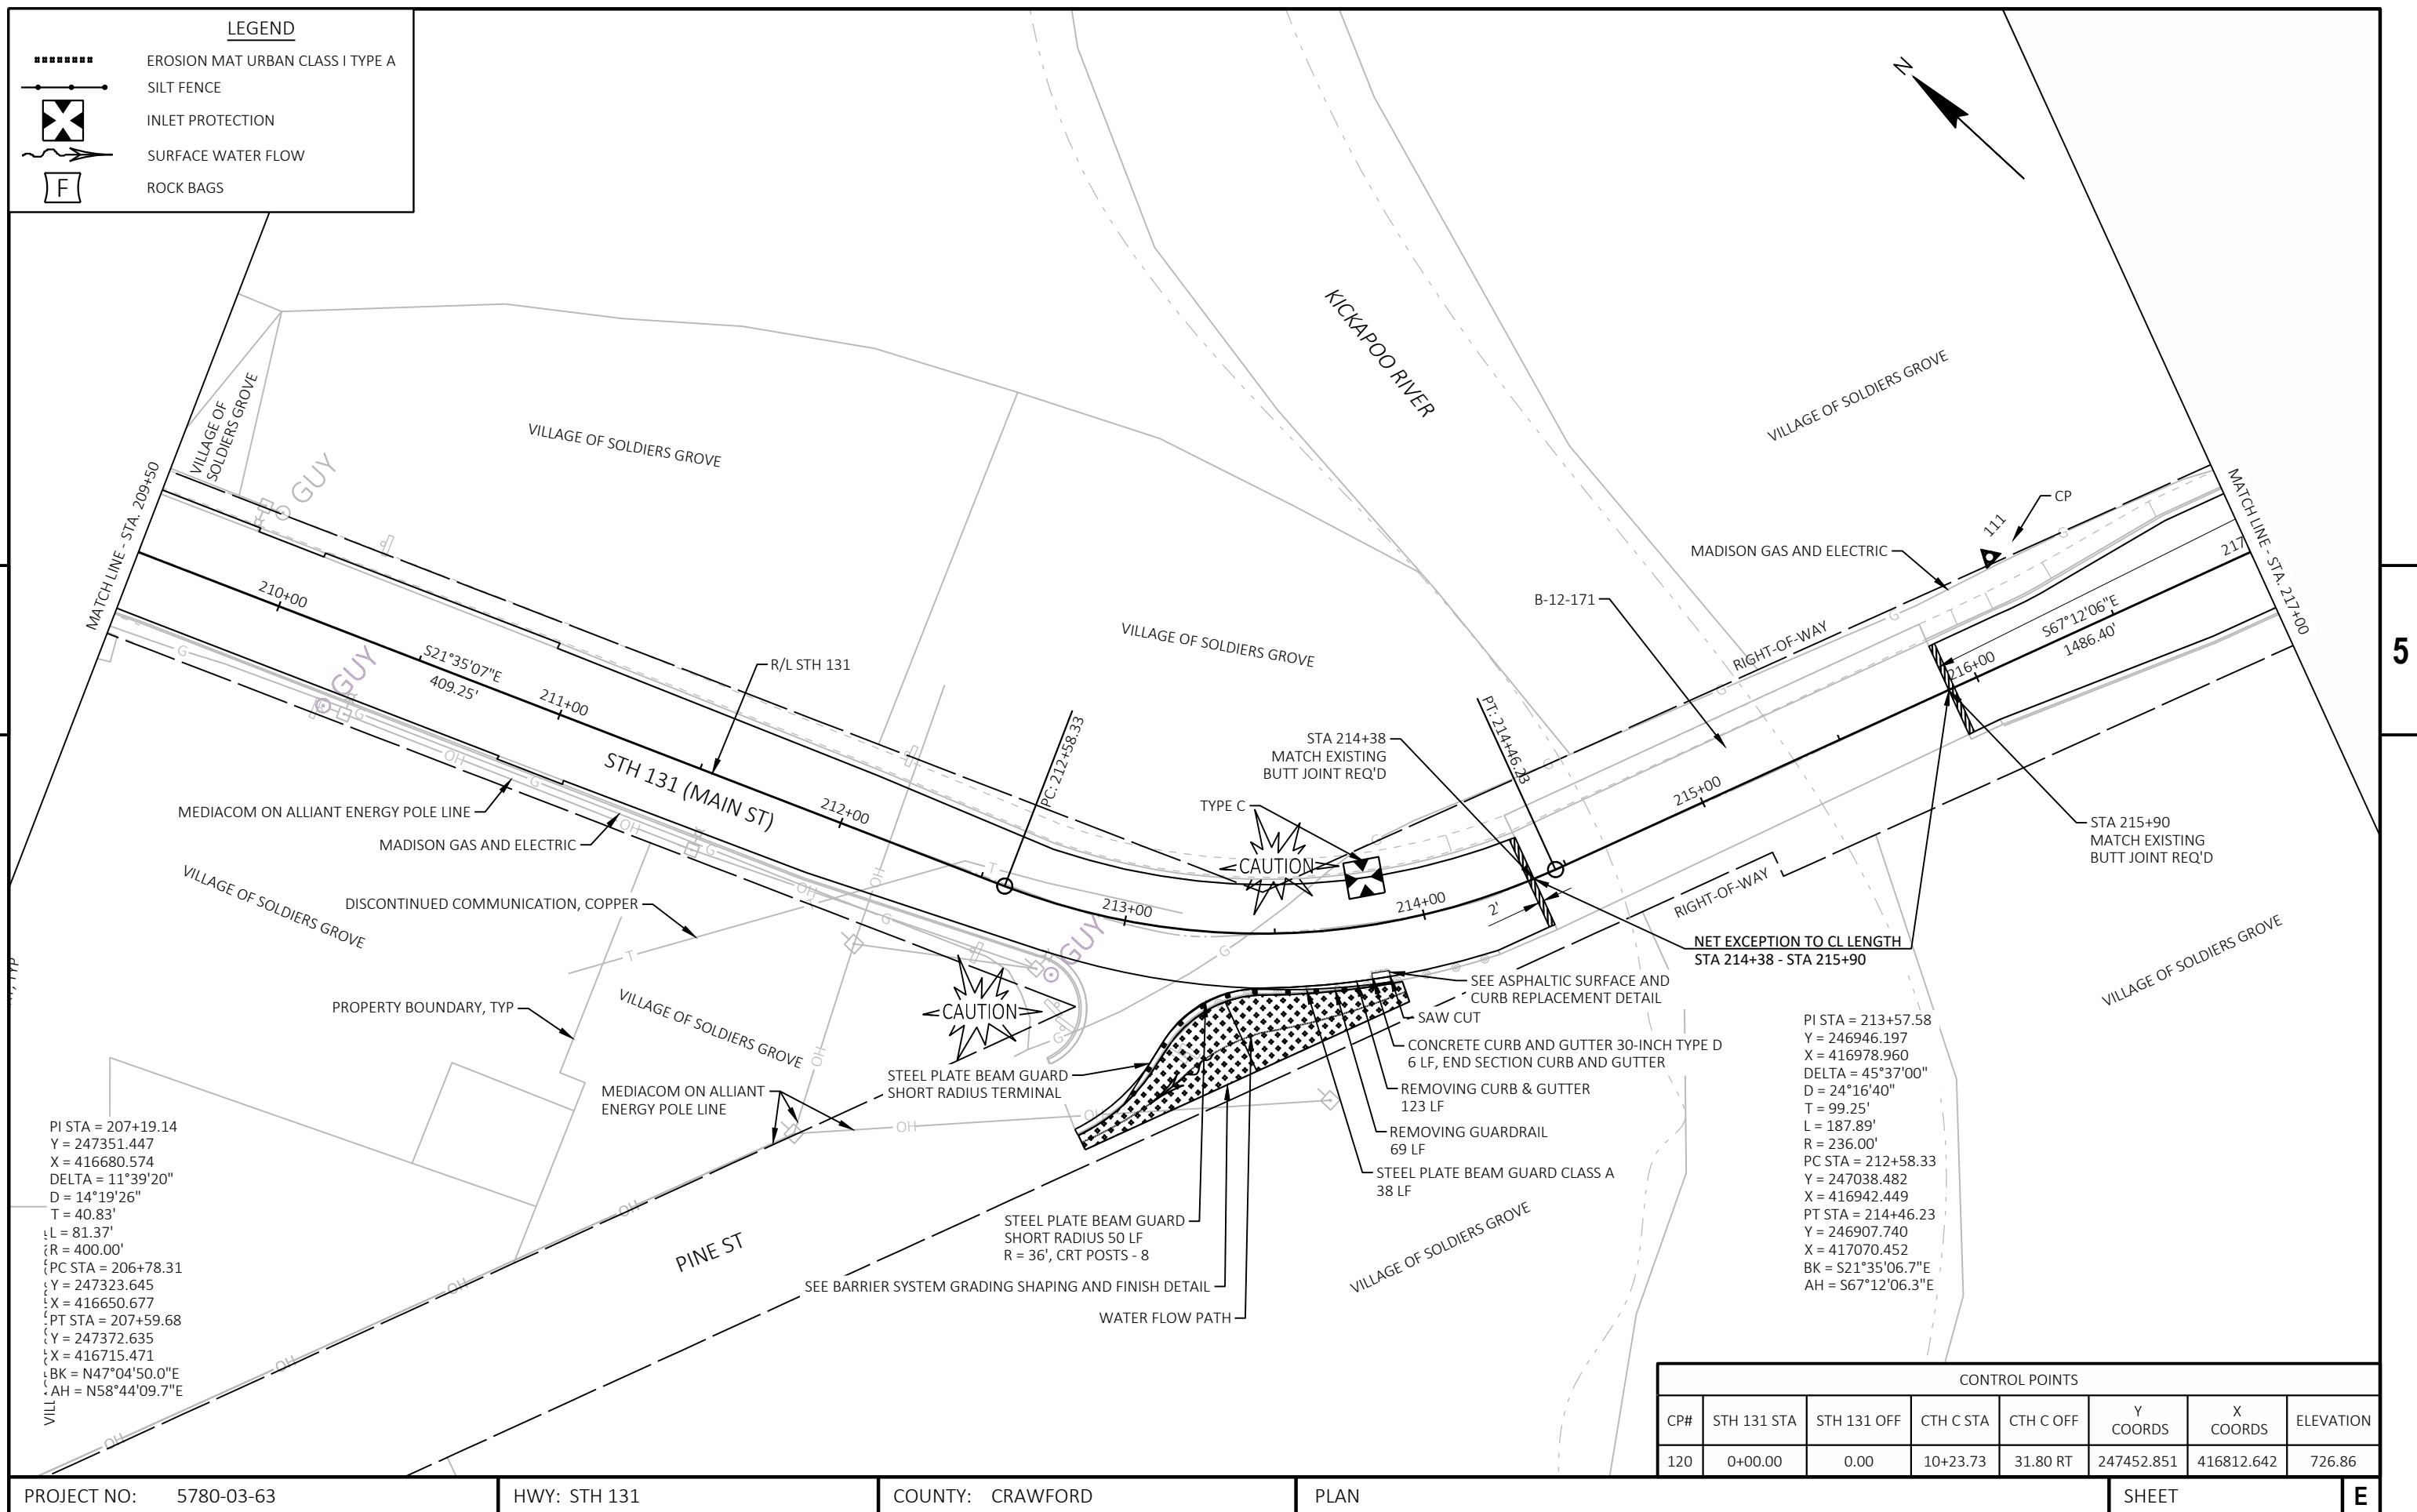 LEGEND
EROSION MAT URBAN CLASS I TYPE A
SILT FENCE
INLET PROTECTION
SURFACE WATER FLOW
F
ROCK BAGS
N
KICKAPOO RIVER
VILLAGE OF SOLDIERS GROVE
VILLAGE OF
SOLDIERS GROVE
GUY
VILLAGE OF SOLDIERS GROVE
MATCH LINE - STA. 209+50
MATCH LINE - STA. 217+00
CP
111
MADISON GAS AND ELECTRIC
B-12-171
5
217
210+00
S21°35'07"E
409.25'
211+00
R/L STH 131
GUY
G
VILLAGE OF SOLDIERS GROVE
RIGHT-OF-WAY
S67°12'06"E
1486.40'
216+00
STH 131 (MAIN ST)
212+00
PC: 212+58.33
PT: 214+46.23
STA 214+38
MATCH EXISTING
BUTT JOINT REQ'D
215+00
TYPE C
MEDIACOM ON ALLIANT ENERGY POLE LINE
MADISON GAS AND ELECTRIC
OH
G
OH
STA 215+90
MATCH EXISTING
BUTT JOINT REQ'D
CAUTION
213+00
214+00
2'
RIGHT-OF-WAY
VILLAGE OF SOLDIERS GROVE
DISCONTINUED COMMUNICATION, COPPER
T
T
GUY
NET EXCEPTION TO CL LENGTH
STA 214+38 - STA 215+90
VILLAGE OF SOLDIERS GROVE
SEE ASPHALTIC SURFACE AND
CURB REPLACEMENT DETAIL
SAW CUT
CAUTION
PROPERTY BOUNDARY, TYP
VILLAGE OF SOLDIERS GROVE
CONCRETE CURB AND GUTTER 30-INCH TYPE D
6 LF, END SECTION CURB AND GUTTER
STEEL PLATE BEAM GUARD
SHORT RADIUS TERMINAL
REMOVING CURB & GUTTER
123 LF
MEDIACOM ON ALLIANT
ENERGY POLE LINE
REMOVING GUARDRAIL
69 LF
STEEL PLATE BEAM GUARD CLASS A
38 LF
STEEL PLATE BEAM GUARD
SHORT RADIUS 50 LF
R = 36', CRT POSTS - 8
VILLAGE OF SOLDIERS GROVE
PINE ST
SEE BARRIER SYSTEM GRADING SHAPING AND FINISH DETAIL
WATER FLOW PATH
OH
OH
OH
OH
OH
PI STA = 207+19.14
Y = 247351.447
X = 416680.574
DELTA = 11°39'20"
D = 14°19'26"
T = 40.83'
L = 81.37'
R = 400.00'
PC STA = 206+78.31
Y = 247323.645
X = 416650.677
PT STA = 207+59.68
Y = 247372.635
X = 416715.471
BK = N47°04'50.0"E
AH = N58°44'09.7"E
PI STA = 213+57.58
Y = 246946.197
X = 416978.960
DELTA = 45°37'00"
D = 24°16'40"
T = 99.25'
L = 187.89'
R = 236.00'
PC STA = 212+58.33
Y = 247038.482
X = 416942.449
PT STA = 214+46.23
Y = 246907.740
X = 417070.452
BK = S21°35'06.7"E
AH = S67°12'06.3"E
CONTROL POINTS
CP# STH 131 STA STH 131 OFF CTH C STA CTH C OFF Y COORDS X COORDS ELEVATION
120 0+00.00 0.00 10+23.73 31.80 RT 247452.851 416812.642 726.86
PROJECT NO: 5780-03-63 HWY: STH 131 COUNTY: CRAWFORD PLAN SHEET E